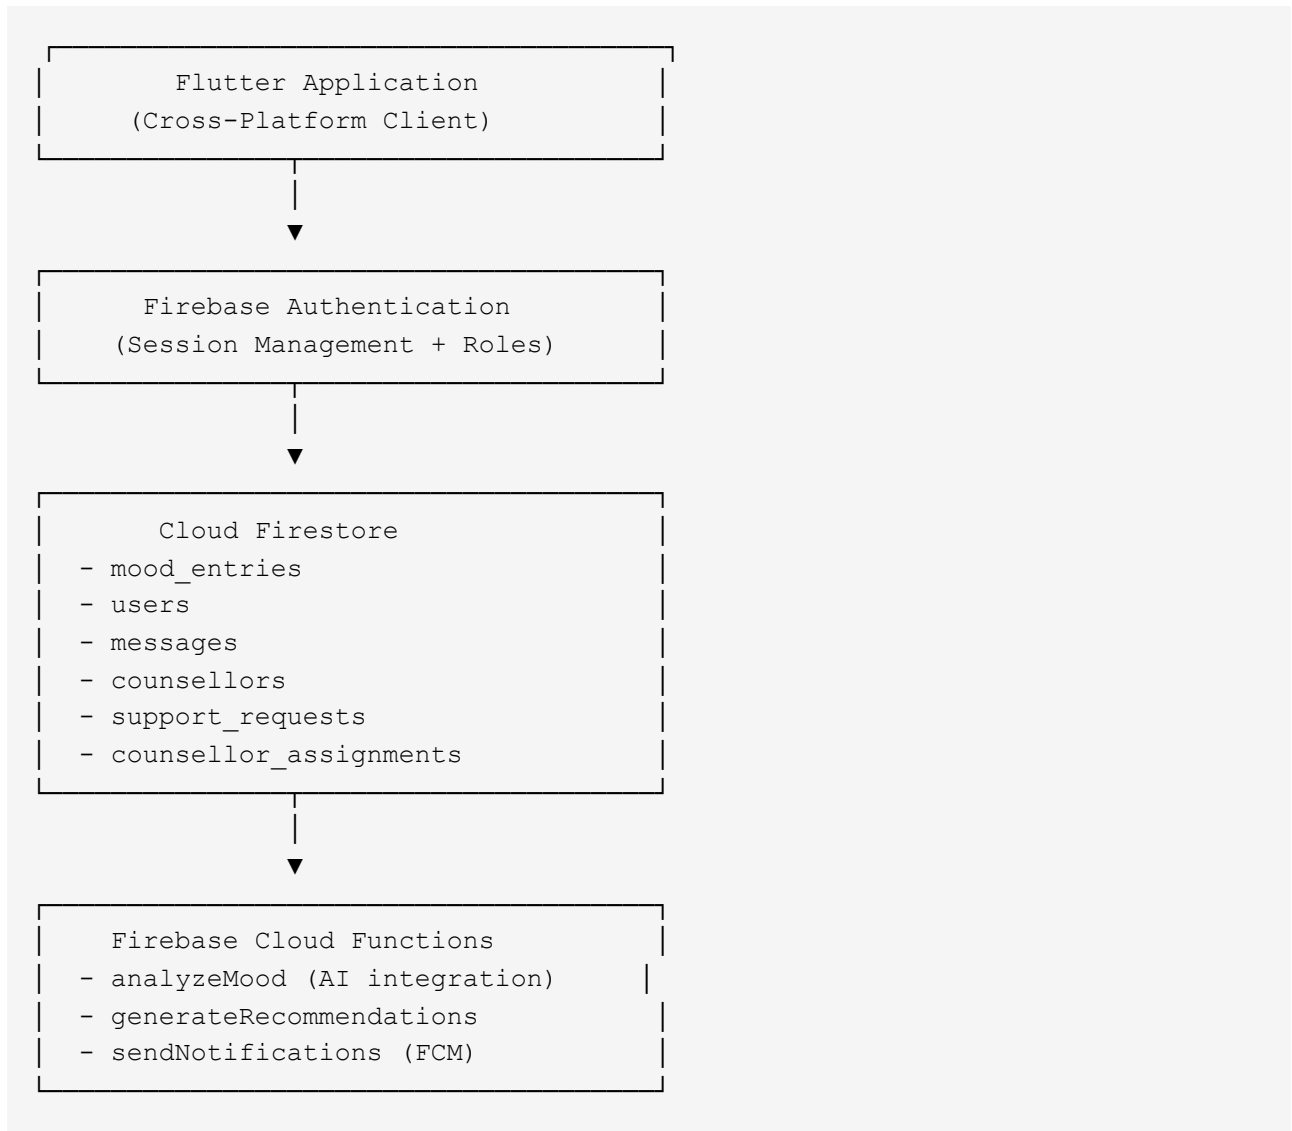 Flutter Application
(Cross-Platform Client)
Firebase Authentication
(Session Management + Roles)
Cloud Firestore
- mood_entries
- users
- messages
- counsellors
- support_requests
- counsellor_assignments
Firebase Cloud Functions
- analyzeMood (AI integration)
- generateRecommendations
- sendNotifications (FCM)